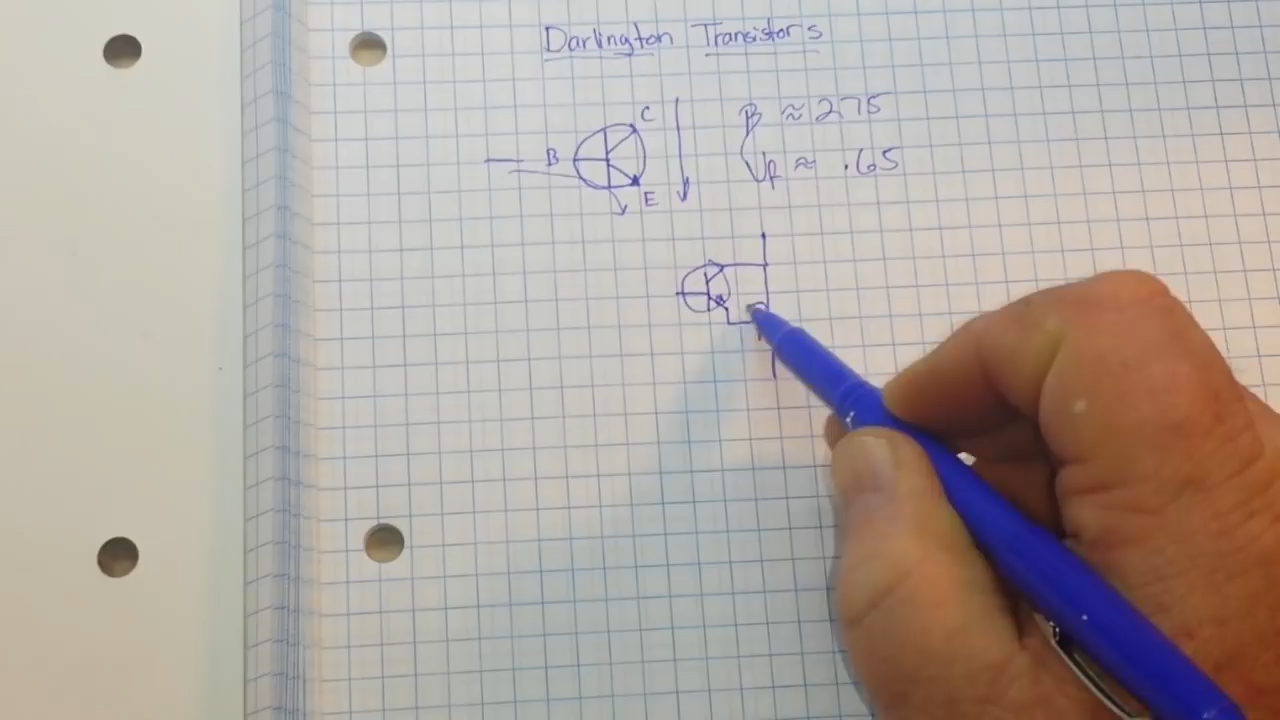 Darlington Transistors
C
B
E
β ≈ 275
Vf ≈ .65